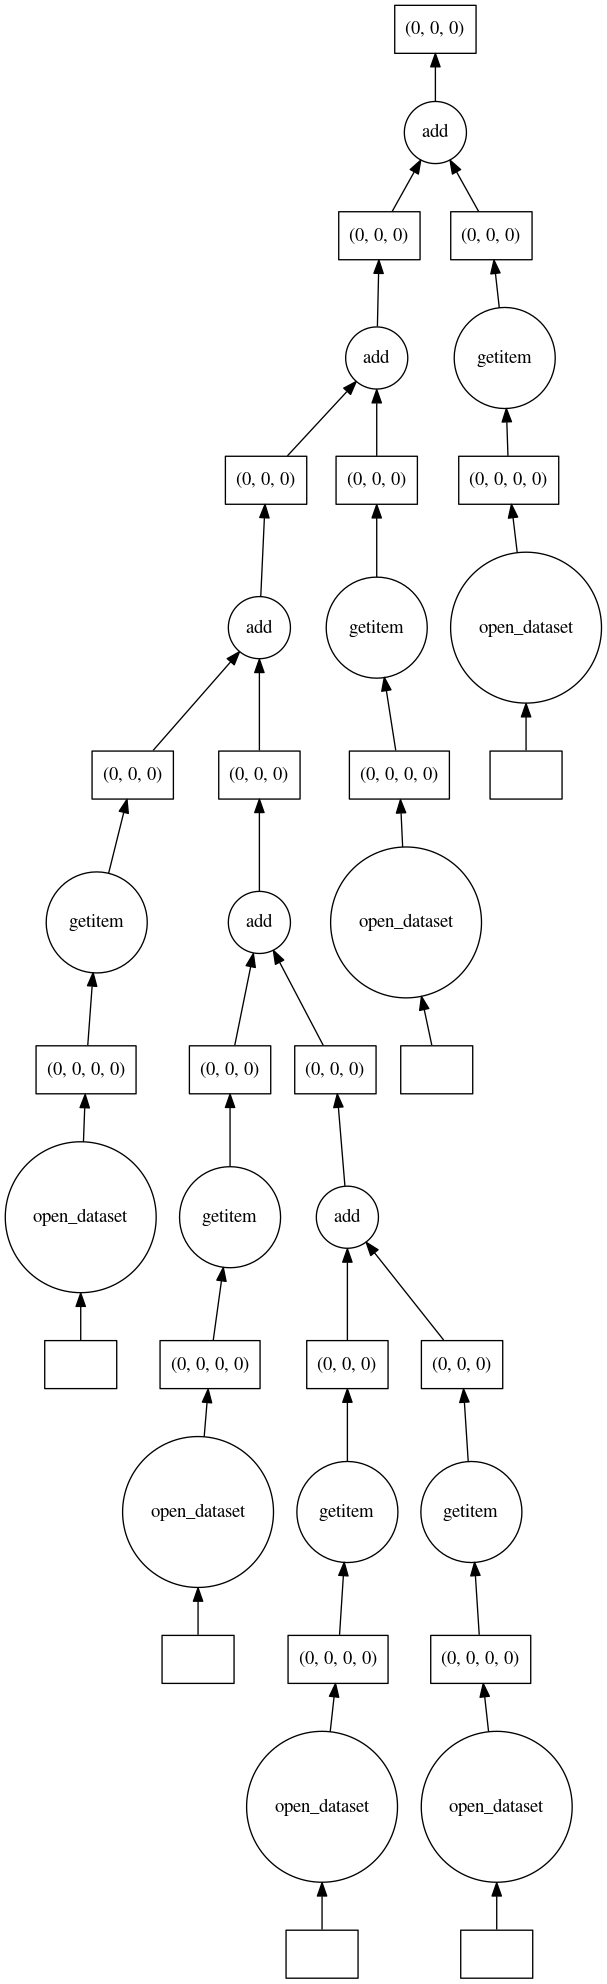 (0, 0, 0)
add
(0, 0, 0) (0, 0, 0)
add getitem
(0, 0, 0) (0, 0, 0) (0, 0, 0, 0)
add getitem open_dataset
(0, 0, 0) (0, 0, 0) (0, 0, 0, 0)
getitem add open_dataset
(0, 0, 0, 0) (0, 0, 0) (0, 0, 0)
open_dataset getitem add
(0, 0, 0, 0) (0, 0, 0) (0, 0, 0)
open_dataset getitem getitem
(0, 0, 0, 0) (0, 0, 0, 0)
open_dataset open_dataset